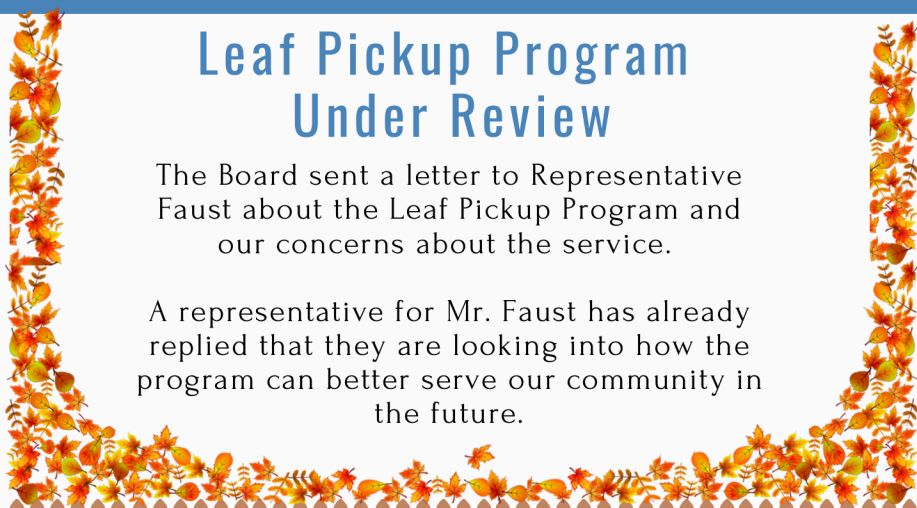 Leaf Pickup Program
Under Review
The Board sent a letter to Representative
Faust about the Leaf Pickup Program and
our concerns about the service.
A representative for Mr. Faust has already
replied that they are looking into how the
program can better serve our community in
the future.